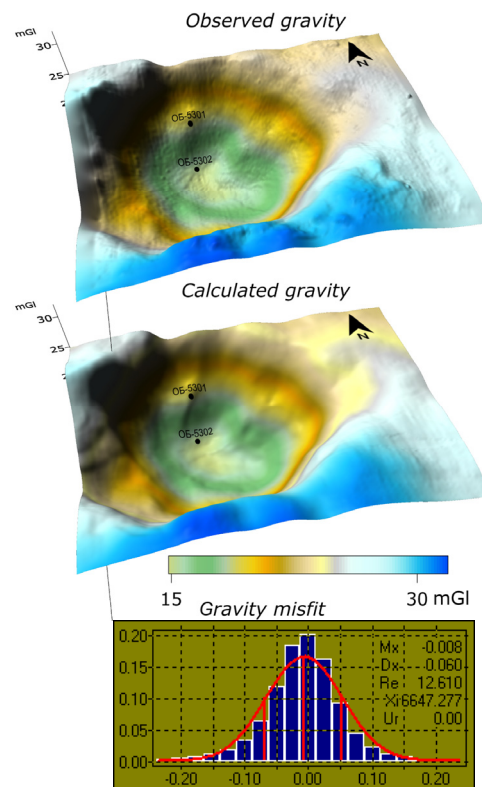 Observed gravity
mGl
30
25
2
N
ОБ-5301
ОБ-5302
Calculated gravity
mGl
30
25
2
N
ОБ-5301
ОБ-5302
15
30 mGl
Gravity misfit
0.20
0.15
0.10
0.05
0.00
Mx -0.008
Dx 0.060
Re 12.610
Xi 6647.277
Ur 0.00
-0.20 -0.10 0.00 0.10 0.20